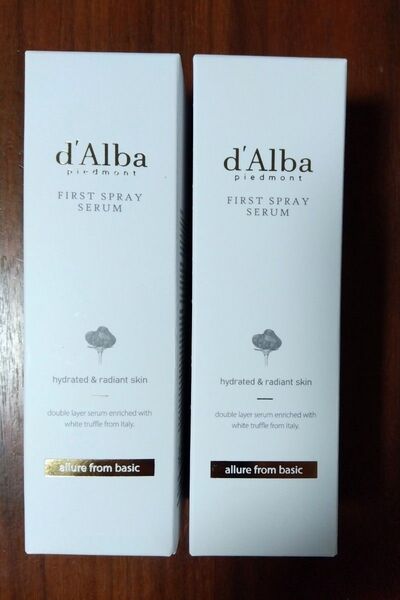 d'Alba
piedmont
FIRST SPRAY
SERUM
hydrated & radiant skin
double layer serum enriched with
white truffle from Italy.
allure from basic
d'Alba
piedmont
FIRST SPRAY
SERUM
hydrated & radiant skin
double layer serum enriched with
white truffle from Italy.
allure from basic